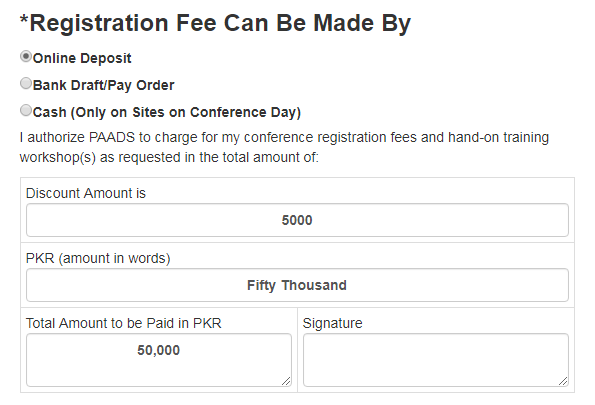 *Registration Fee Can Be Made By
Online Deposit
Bank Draft/Pay Order
Cash (Only on Sites on Conference Day)
I authorize PAADS to charge for my conference registration fees and hand-on training
workshop(s) as requested in the total amount of:
Discount Amount is
5000
PKR (amount in words)
Fifty Thousand
Total Amount to be Paid in PKR
50,000
Signature